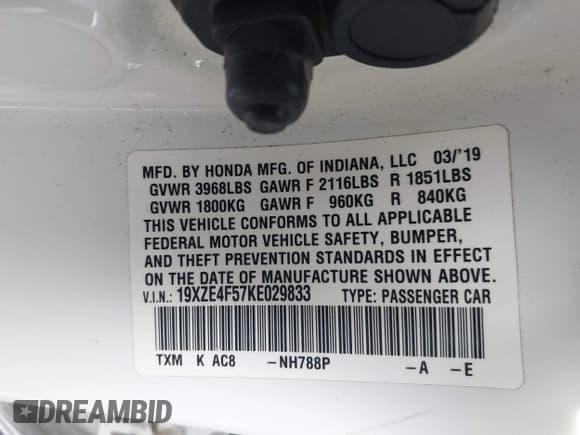 MFD. BY HONDA MFG. OF INDIANA, LLC 03/'19
GVWR 3968LBS GAWR F 2116LBS R 1851LBS
GVWR 1800KG GAWR F 960KG R 840KG
THIS VEHICLE CONFORMS TO ALL APPLICABLE
FEDERAL MOTOR VEHICLE SAFETY, BUMPER,
AND THEFT PREVENTION STANDARDS IN EFFECT
ON THE DATE OF MANUFACTURE SHOWN ABOVE.
V.I.N.: 19XZE4F57KE029833 TYPE: PASSENGER CAR
TXM K AC8 -NH788P -A -E
DREAMBID